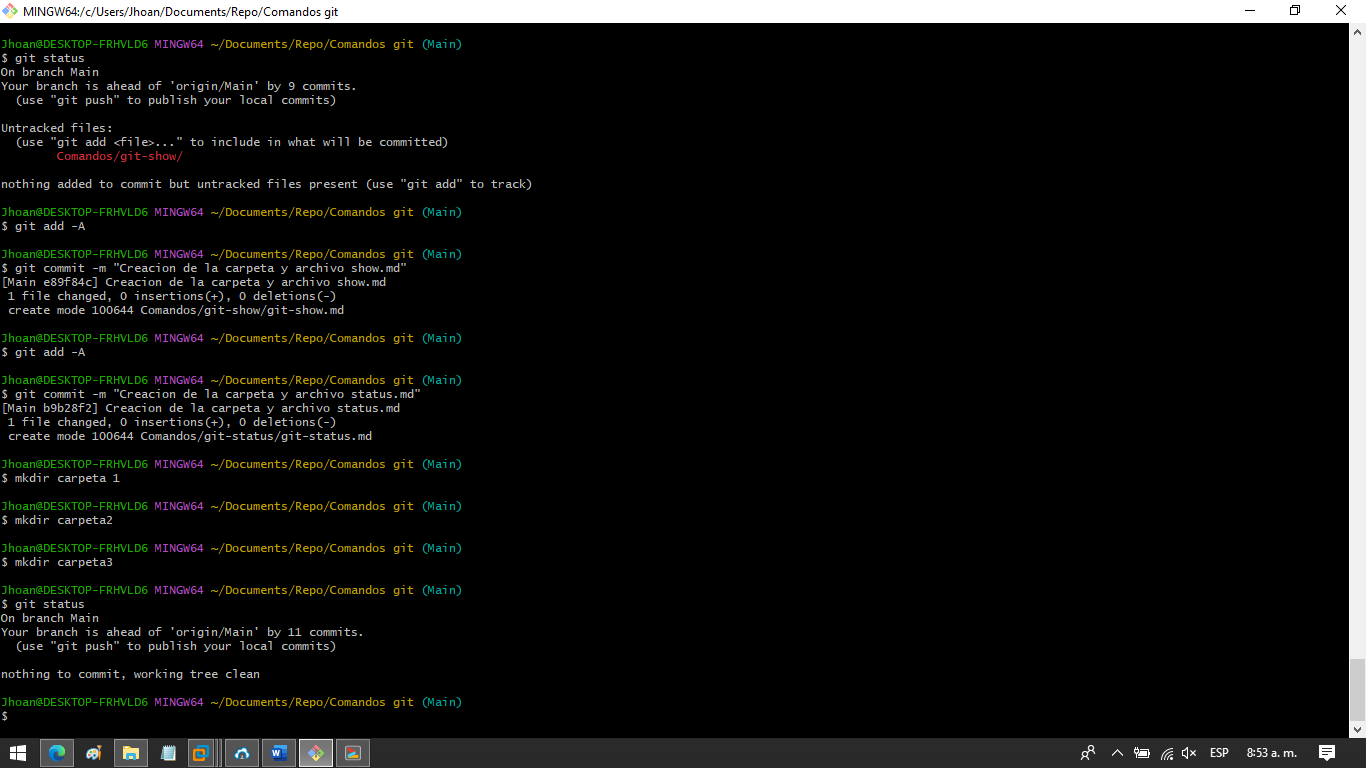 MINGW64:/c/Users/Jhoan/Documents/Repo/Comandos git
Jhoan@DESKTOP-FRHVLD6 MINGW64 ~/Documents/Repo/Comandos git (Main)
$ git status
On branch Main
Your branch is ahead of 'origin/Main' by 9 commits.
  (use "git push" to publish your local commits)
Untracked files:
  (use "git add <file>..." to include in what will be committed)
        Comandos/git-show/
nothing added to commit but untracked files present (use "git add" to track)
Jhoan@DESKTOP-FRHVLD6 MINGW64 ~/Documents/Repo/Comandos git (Main)
$ git add -A
Jhoan@DESKTOP-FRHVLD6 MINGW64 ~/Documents/Repo/Comandos git (Main)
$ git commit -m "Creacion de la carpeta y archivo show.md"
[Main e89f84c] Creacion de la carpeta y archivo show.md
 1 file changed, 0 insertions(+), 0 deletions(-)
 create mode 100644 Comandos/git-show/git-show.md
Jhoan@DESKTOP-FRHVLD6 MINGW64 ~/Documents/Repo/Comandos git (Main)
$ git add -A
Jhoan@DESKTOP-FRHVLD6 MINGW64 ~/Documents/Repo/Comandos git (Main)
$ git commit -m "Creacion de la carpeta y archivo status.md"
[Main b9b28f2] Creacion de la carpeta y archivo status.md
 1 file changed, 0 insertions(+), 0 deletions(-)
 create mode 100644 Comandos/git-status/git-status.md
Jhoan@DESKTOP-FRHVLD6 MINGW64 ~/Documents/Repo/Comandos git (Main)
$ mkdir carpeta 1
Jhoan@DESKTOP-FRHVLD6 MINGW64 ~/Documents/Repo/Comandos git (Main)
$ mkdir carpeta2
Jhoan@DESKTOP-FRHVLD6 MINGW64 ~/Documents/Repo/Comandos git (Main)
$ mkdir carpeta3
Jhoan@DESKTOP-FRHVLD6 MINGW64 ~/Documents/Repo/Comandos git (Main)
$ git status
On branch Main
Your branch is ahead of 'origin/Main' by 11 commits.
  (use "git push" to publish your local commits)
nothing to commit, working tree clean
Jhoan@DESKTOP-FRHVLD6 MINGW64 ~/Documents/Repo/Comandos git (Main)
$
ESP 8:53 a. m.